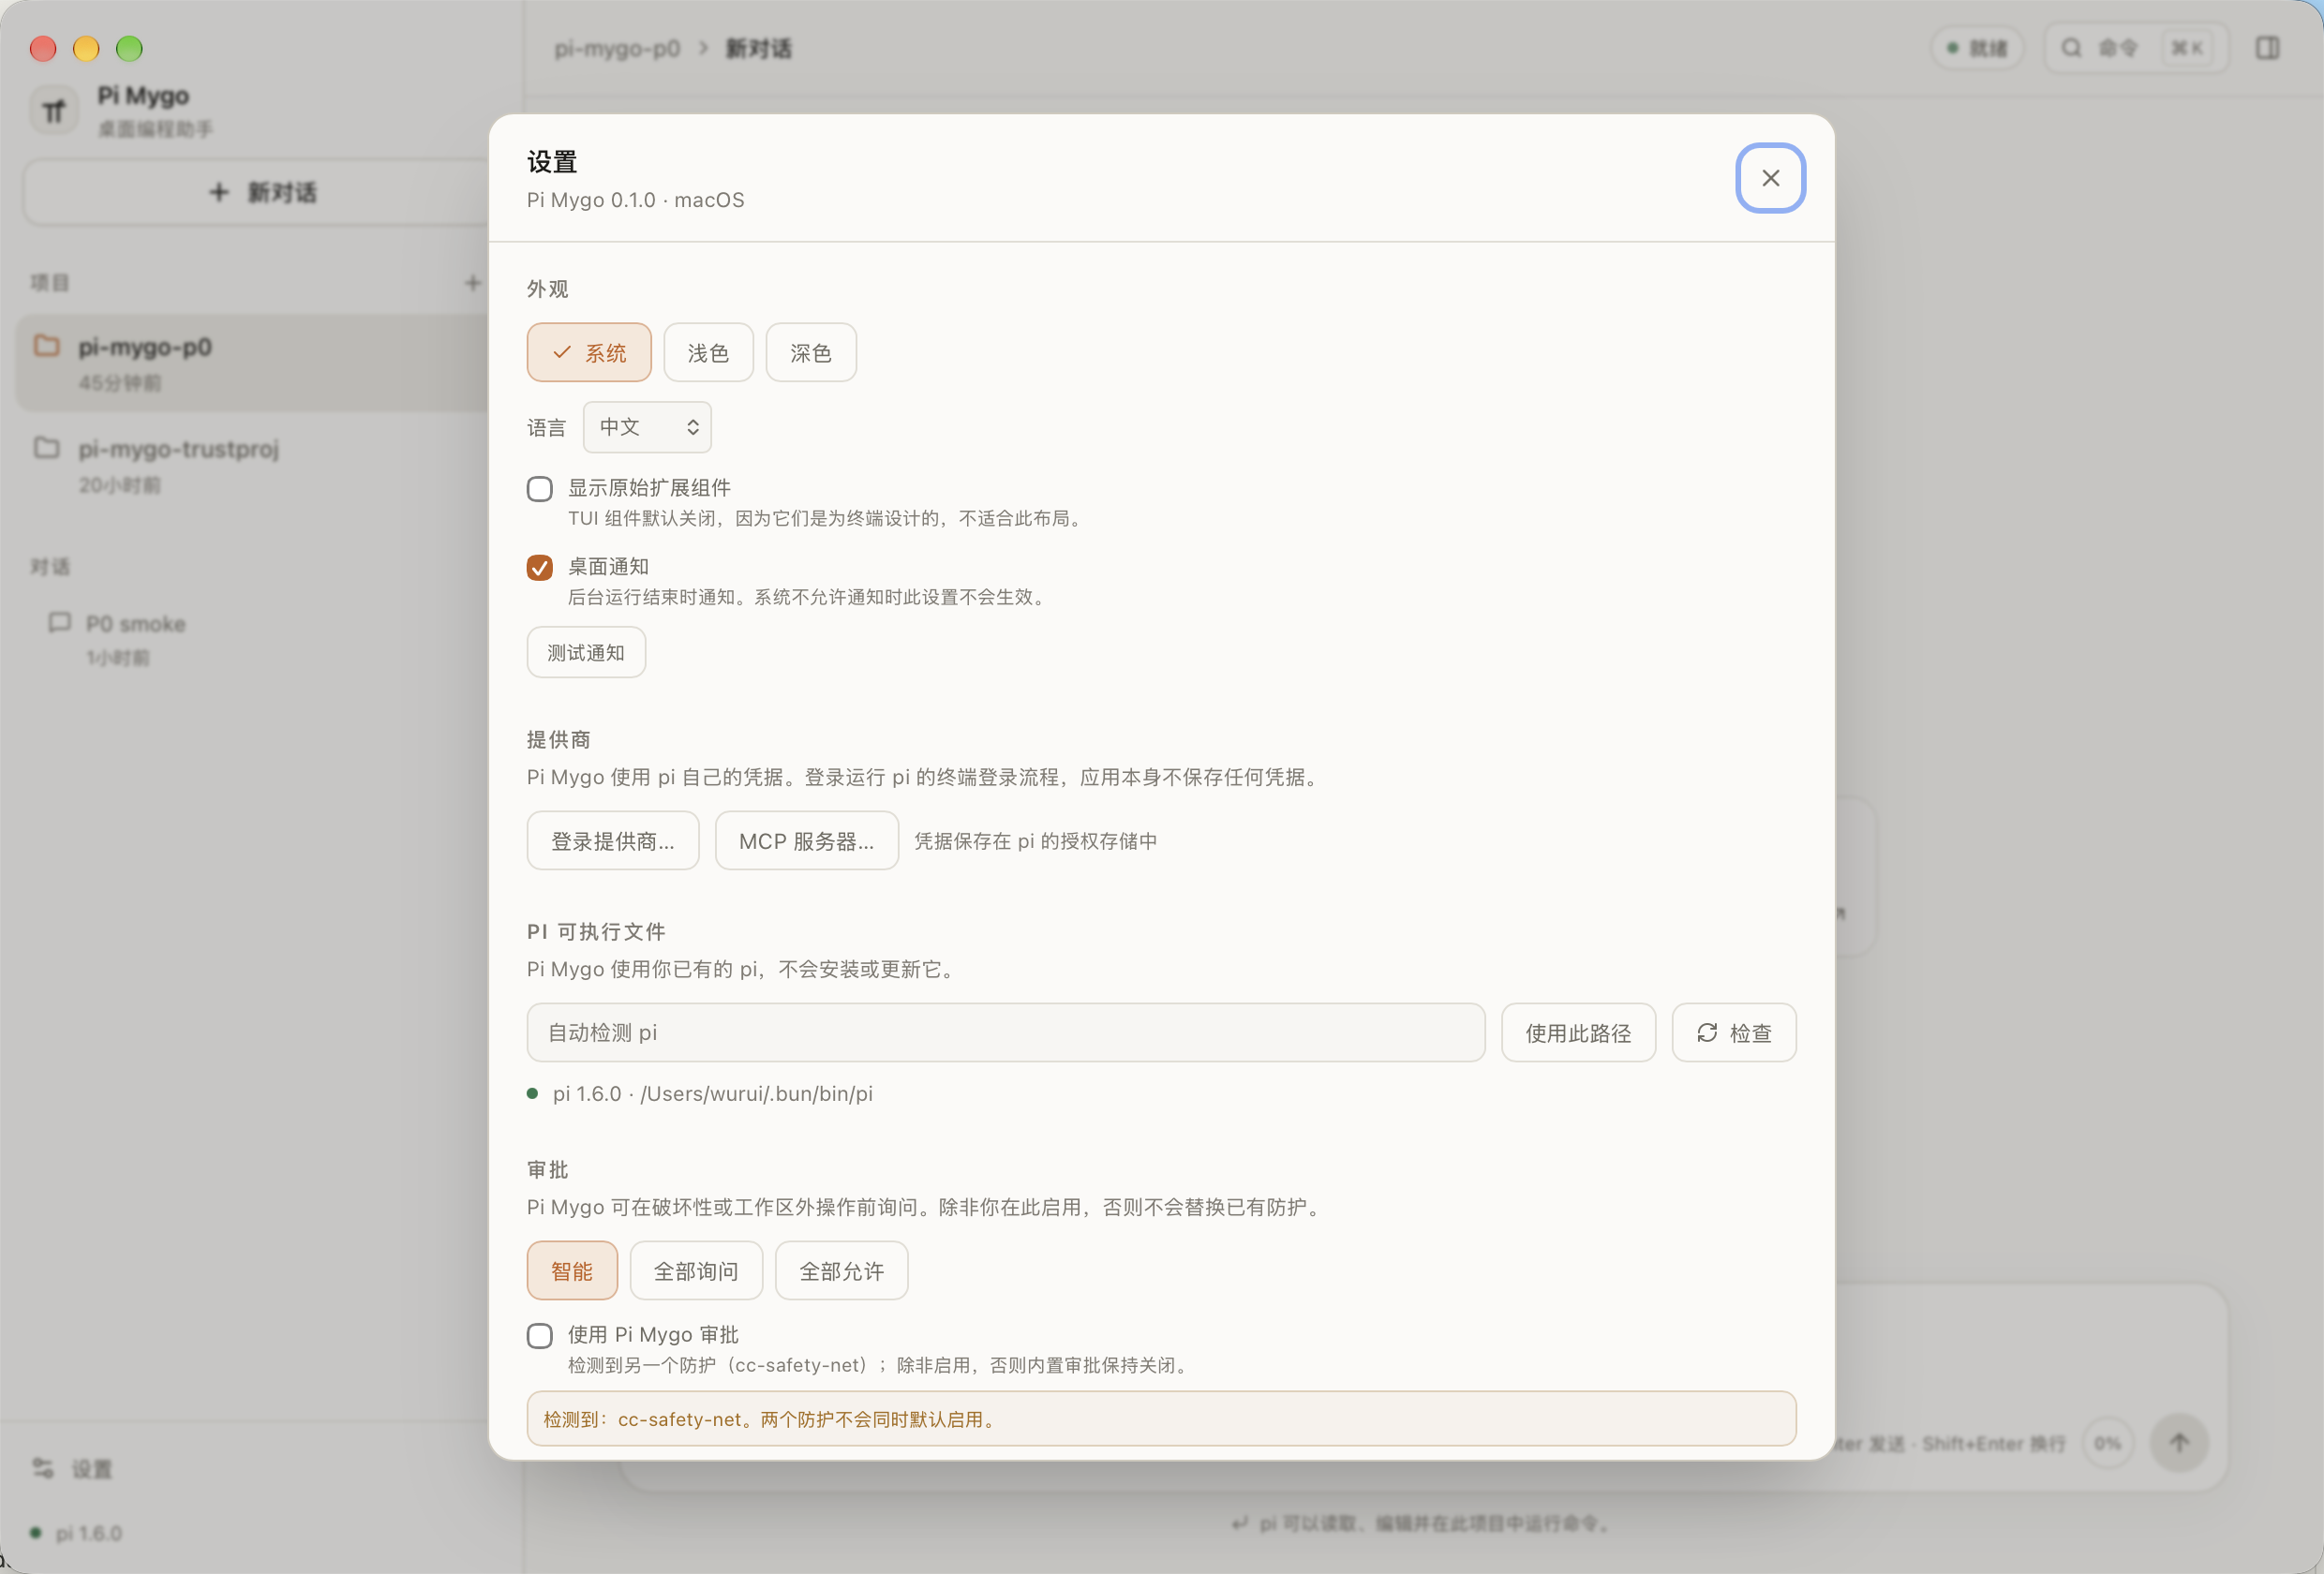 Pi Mygo
桌面编程助手
新对话
项目
pi-mygo-p0
45分钟前
pi-mygo-trustproj
20小时前
对话
P0 smoke
1小时前
设置
pi 1.6.0
pi-mygo-p0 › 新对话
就绪
命令 ⌘K
设置
Pi Mygo 0.1.0 · macOS
外观
系统
浅色
深色
语言
中文
显示原始扩展组件
TUI 组件默认关闭，因为它们是为终端设计的，不适合此布局。
桌面通知
后台运行结束时通知。系统不允许通知时此设置不会生效。
测试通知
提供商
Pi Mygo 使用 pi 自己的凭据。登录运行 pi 的终端登录流程，应用本身不保存任何凭据。
登录提供商...
MCP 服务器...
凭据保存在 pi 的授权存储中
PI 可执行文件
Pi Mygo 使用你已有的 pi，不会安装或更新它。
自动检测 pi
使用此路径
检查
pi 1.6.0 · /Users/wurui/.bun/bin/pi
审批
Pi Mygo 可在破坏性或工作区外操作前询问。除非你在此启用，否则不会替换已有防护。
智能
全部询问
全部允许
使用 Pi Mygo 审批
检测到另一个防护（cc-safety-net）；除非启用，否则内置审批保持关闭。
检测到：cc-safety-net。两个防护不会同时默认启用。
发送 · Shift+Enter 换行
0%
pi 可以读取、编辑并在此项目中运行命令。